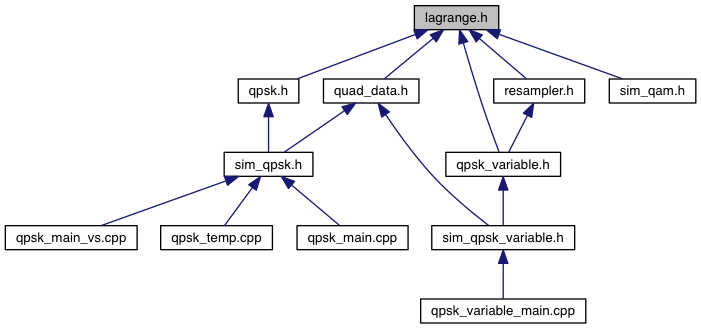 lagrange.h
qpsk.h
quad_data.h
resampler.h
sim_qam.h
sim_qpsk.h
qpsk_variable.h
qpsk_main_vs.cpp
qpsk_temp.cpp
qpsk_main.cpp
sim_qpsk_variable.h
qpsk_variable_main.cpp